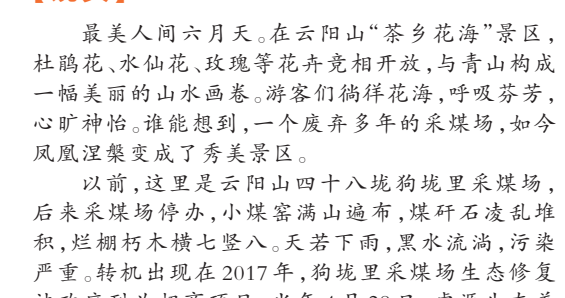 最美人间六月天。在云阳山“茶乡花海”景区,
杜鹃花、水仙花、玫瑰等花卉竞相开放,与青山构成
一幅美丽的山水画卷。游客们徜徉花海,呼吸芬芳,
心旷神怡。谁能想到,一个废弃多年的采煤场,如今
凤凰涅槃变成了秀美景区。
以前,这里是云阳山四十八垅狗垅里采煤场,
后来采煤场停办,小煤窑满山遍布,煤矸石凌乱堆
积,烂棚朽木横七竖八。天若下雨,黑水流淌,污染
严重。转机出现在2017年,狗垅里采煤场生态修复